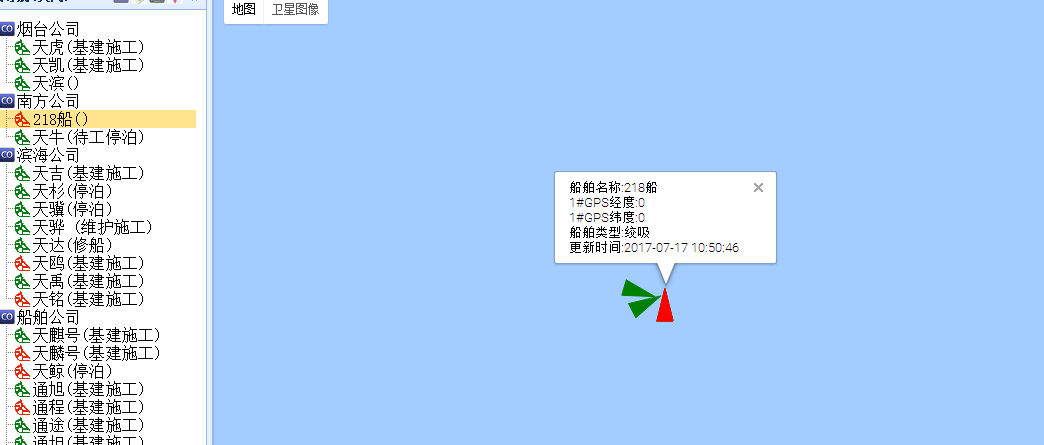 地图 卫星图像
CO 烟台公司
天虎(基建施工)
天凯(基建施工)
天滨()
CO 南方公司
218船()
天牛(待工停泊)
CO 滨海公司
天吉(基建施工)
天杉(停泊)
天骥(停泊)
天骅 (维护施工)
天达(修船)
天鸥(基建施工)
天禹(基建施工)
天铭(基建施工)
CO 船舶公司
天麒号(基建施工)
天麟号(基建施工)
天鲸(停泊)
通旭(基建施工)
通程(基建施工)
通途(基建施工)
通坦(基建施工)
船舶名称:218船
1#GPS经度:0
1#GPS纬度:0
船舶类型:绞吸
更新时间:2017-07-17 10:50:46